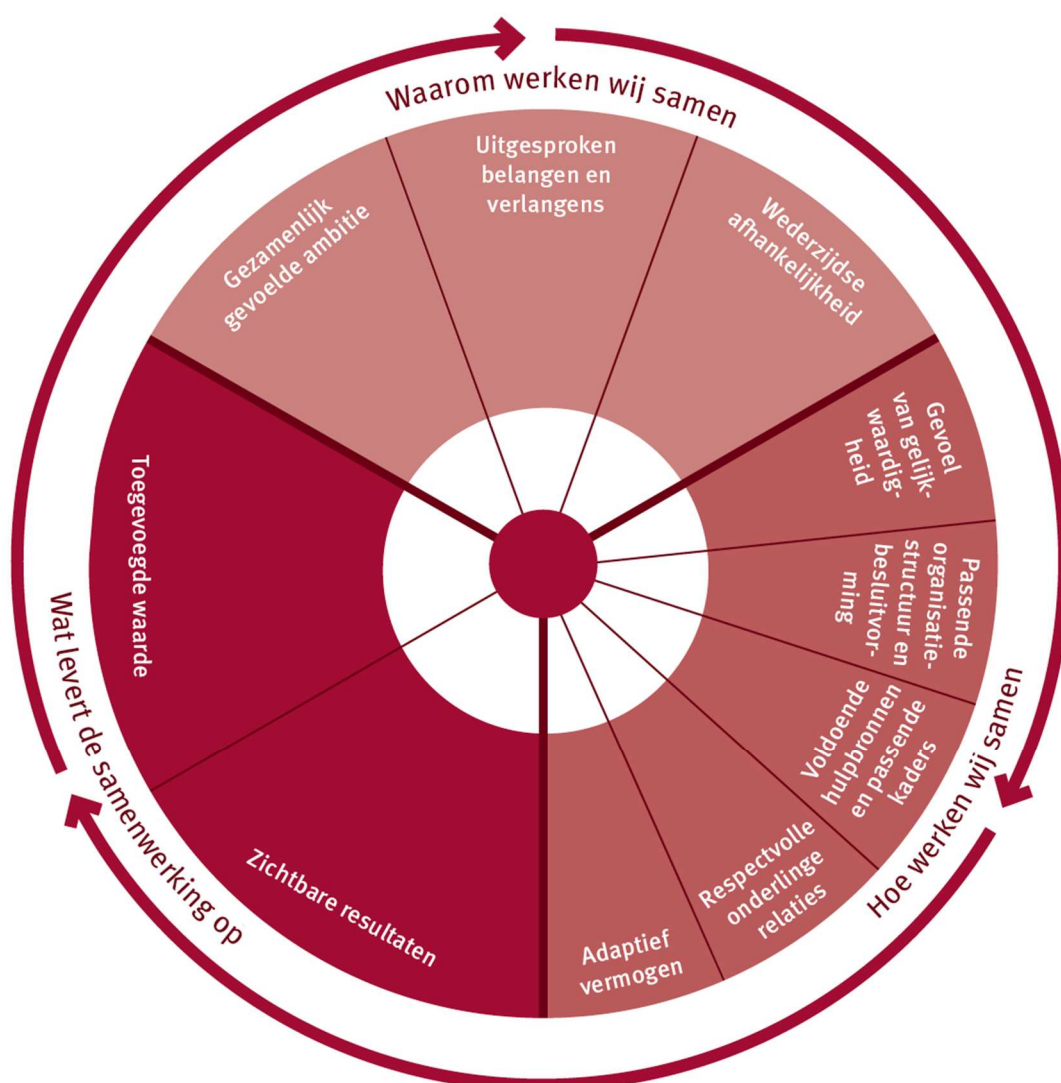 Waarom werken wij samen
Gezamenlijk
gevoelde ambitie
Uitgesproken
belangen en
verlangens
Wederzijdse
afhankelijkheid
Hoe werken wij samen
Gevoel
van gelijk-
waardig-
heid
Passende
organisatie-
structuur en
besluitvor-
ming
Voldoende
hulpbronnen
en passende
kaders
Respectvolle
onderlinge
relaties
Adaptief
vermogen
Wat levert de samenwerking op
Zichtbare resultaten
Toegevoegde waarde